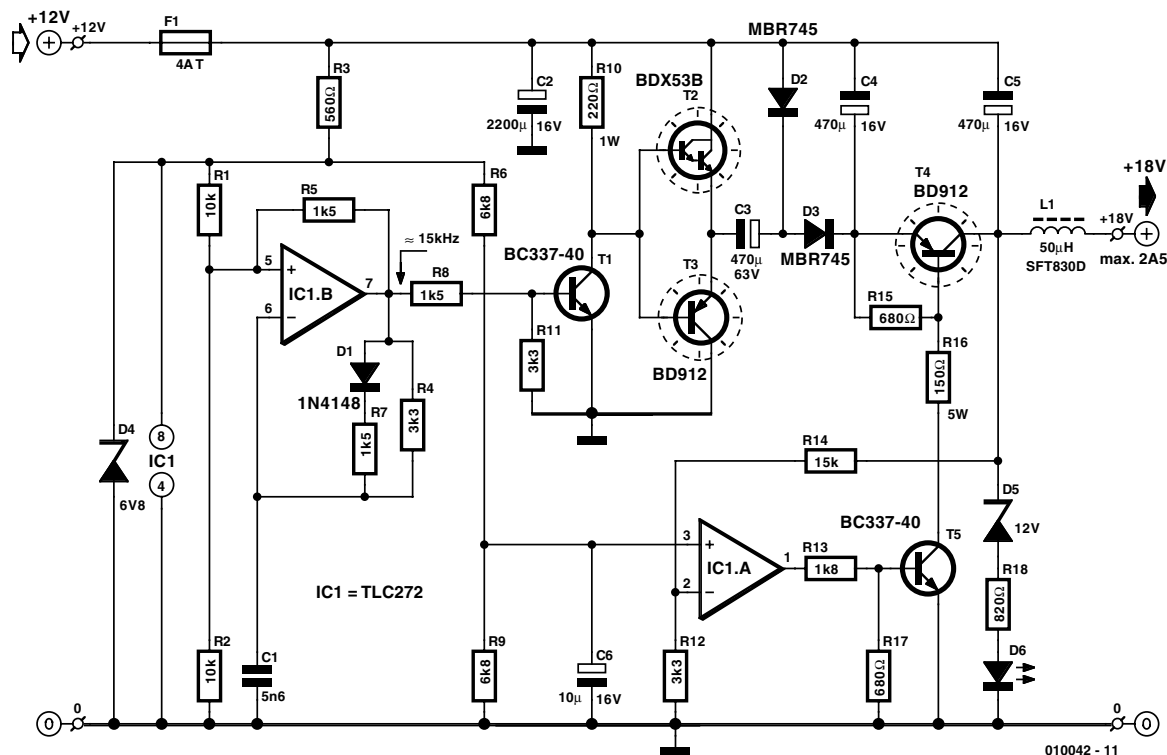 +12V
+12V
F1
4AT
R3
560Ω
C2
2200µ
16V
R10
220Ω
1W
BDX53B
T2
MBR745
D2
C4
470µ
16V
C5
470µ
16V
R1
10k
R5
1k5
≈ 15kHz
R6
6k8
BC337-40
T1
T4
BD912
L1
50µH
SFT830D
+18V
+18V
max. 2A5
5
6
7
IC1.B
R8
1k5
R11
3k3
T3
BD912
C3
470µ
63V
D3
MBR745
R15
680Ω
R16
150Ω
5W
D1
1N4148
R7
1k5
R4
3k3
D4
6V8
8
IC1
4
R14
15k
BC337-40
T5
D5
12V
3
2
1
IC1.A
R13
1k8
R18
820Ω
IC1 = TLC272
R2
10k
C1
5n6
R9
6k8
C6
10µ
16V
R12
3k3
R17
680Ω
D6
0
0
0
0
010042 - 11
+
+
+
−
+
−